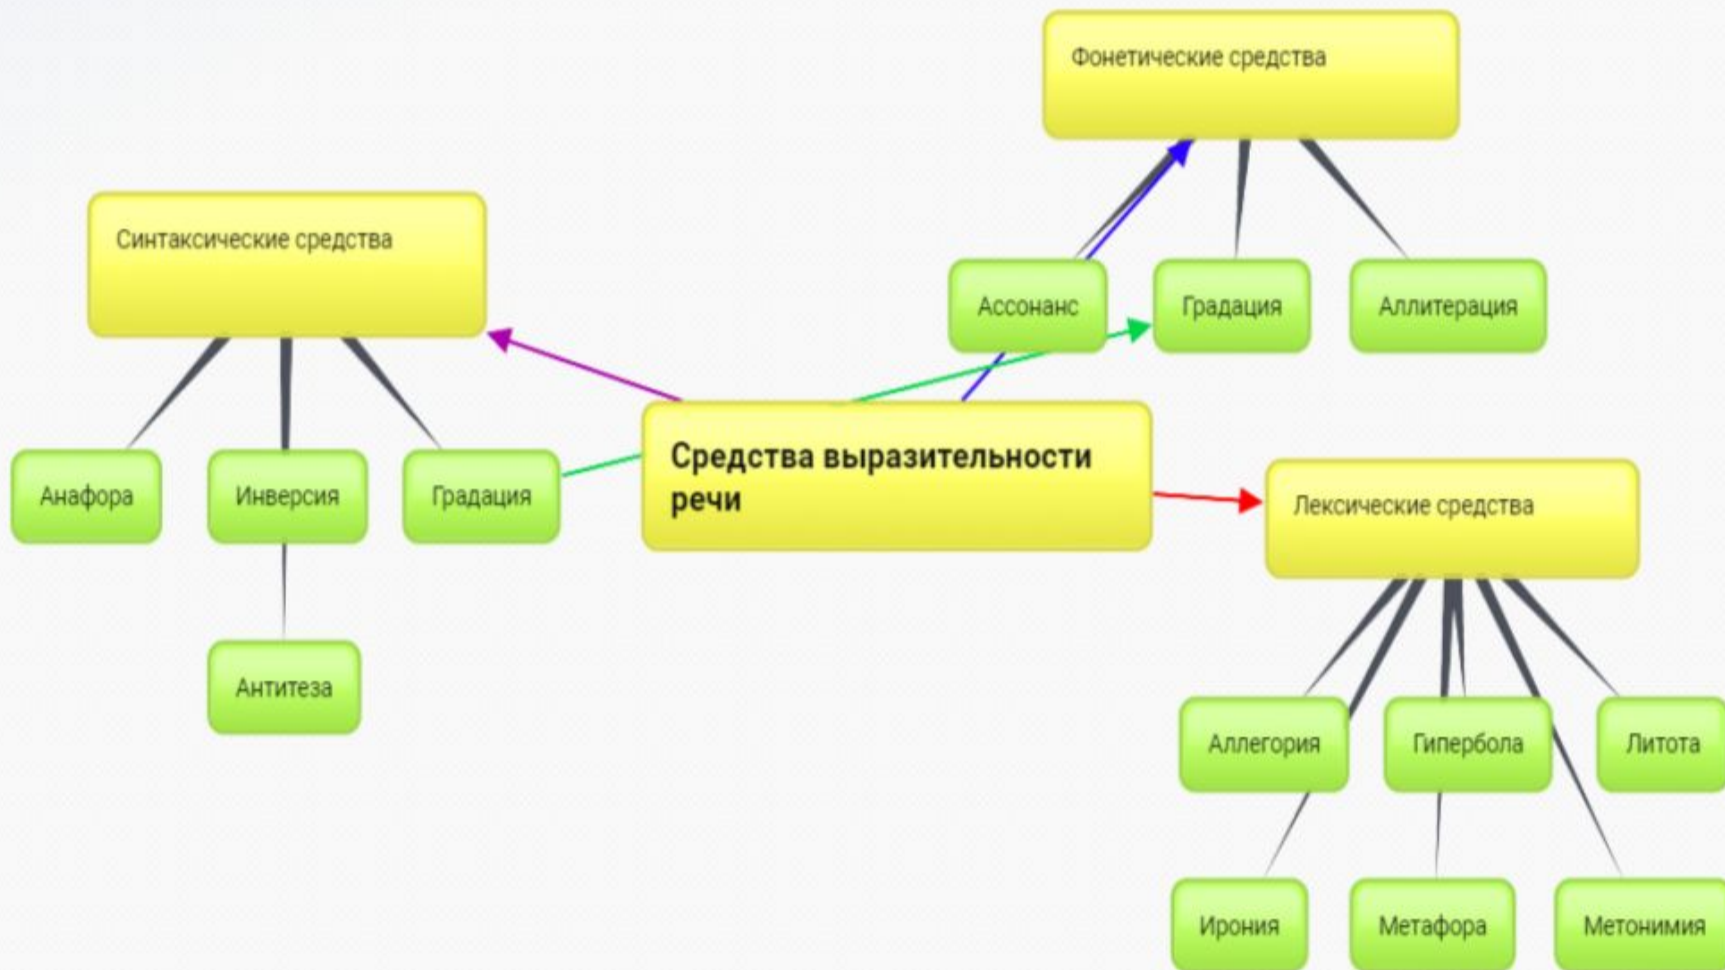 Фонетические средства
Синтаксические средства
Ассонанс
Градация
Аллитерация
Средства выразительности
речи
Анафора
Инверсия
Градация
Лексические средства
Антитеза
Аллегория
Гипербола
Литота
Ирония
Метафора
Метонимия